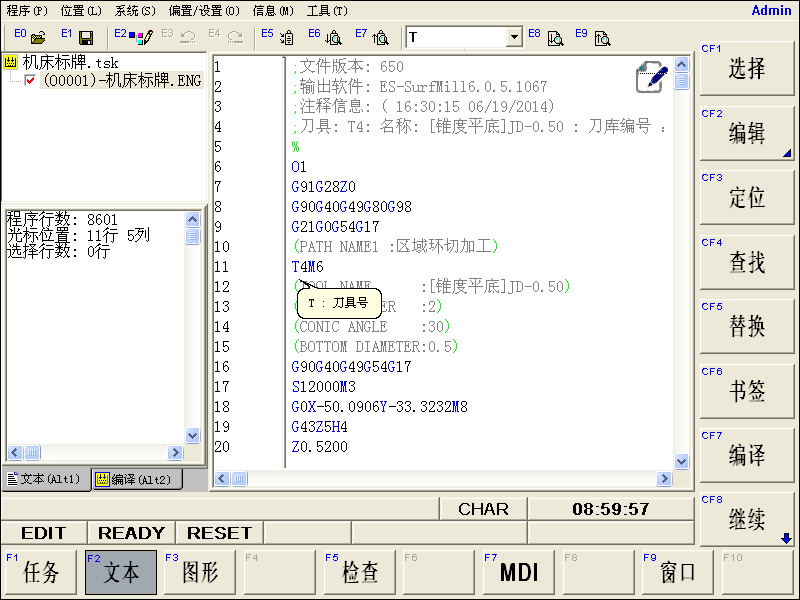 程序(P) 位置(L) 系统(S) 偏置/设置(O) 信息(M) 工具(T) Admin
E0 E1 E2 E3 E4 E5 E6 E7 T E8 E9
机床标牌.tsk
(00001)-机床标牌.ENG
程序行数: 8601
光标位置: 11行 5列
选择行数: 0行
文本(Alt1) 编译(Alt2)
1 ;文件版本: 650
2 ;输出软件: ES-SurfMill6.0.5.1067
3 ;注释信息: ( 16:30:15 06/19/2014)
4 ;刀具: T4: 名称: [锥度平底]JD-0.50 : 刀库编号 :
5 %
6 O1
7 G91G28Z0
8 G90G40G49G80G98
9 G21G0G54G17
10 (PATH NAME1 :区域环切加工)
11 T4M6
12 NAME :[锥度平底]JD-0.50)
T : 刀具号
13 :2)
14 (CONIC ANGLE :30)
15 (BOTTOM DIAMETER:0.5)
16 G90G40G49G54G17
17 S12000M3
18 G0X-50.0906Y-33.3232M8
19 G43Z5H4
20 Z0.5200
CF1 选择
CF2 编辑
CF3 定位
CF4 查找
CF5 替换
CF6 书签
CF7 编译
CF8 继续
CHAR 08:59:57
EDIT READY RESET
F1 任务 F2 文本 F3 图形 F4 F5 检查 F6 F7 MDI F8 F9 窗口 F10